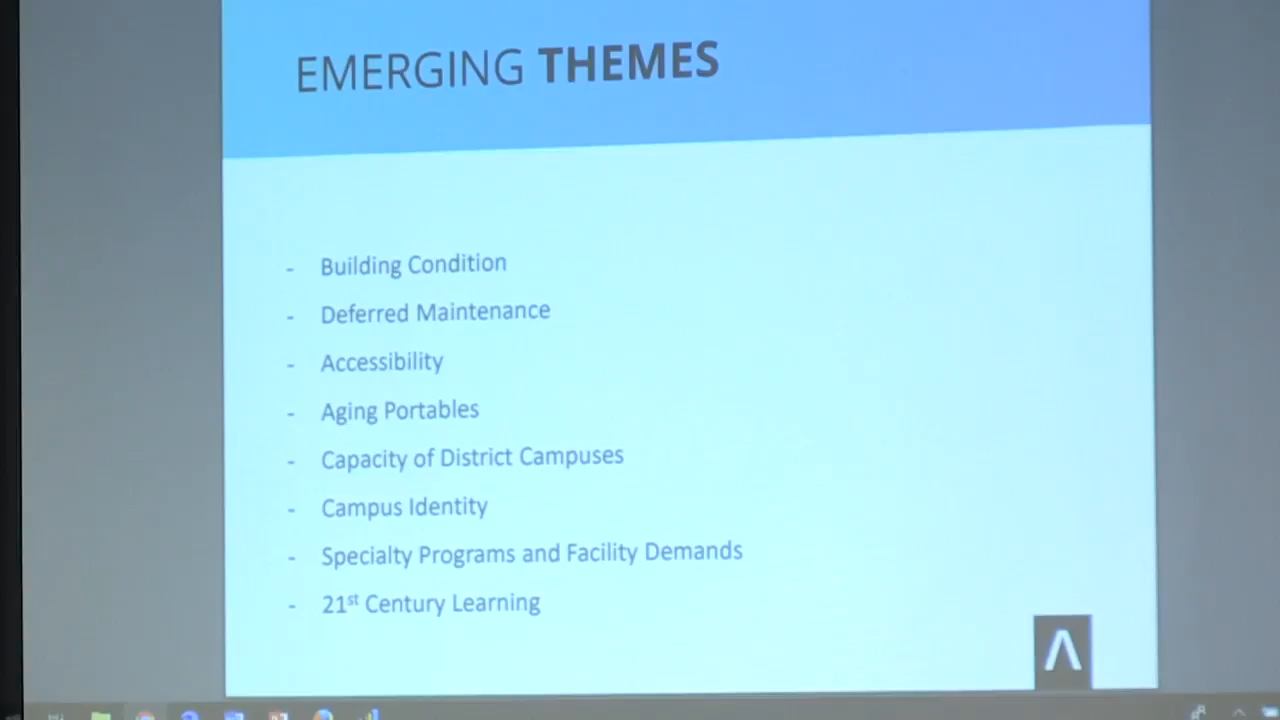 EMERGING THEMES
- Building Condition
- Deferred Maintenance
- Accessibility
- Aging Portables
- Capacity of District Campuses
- Campus Identity
- Specialty Programs and Facility Demands
- 21st Century Learning